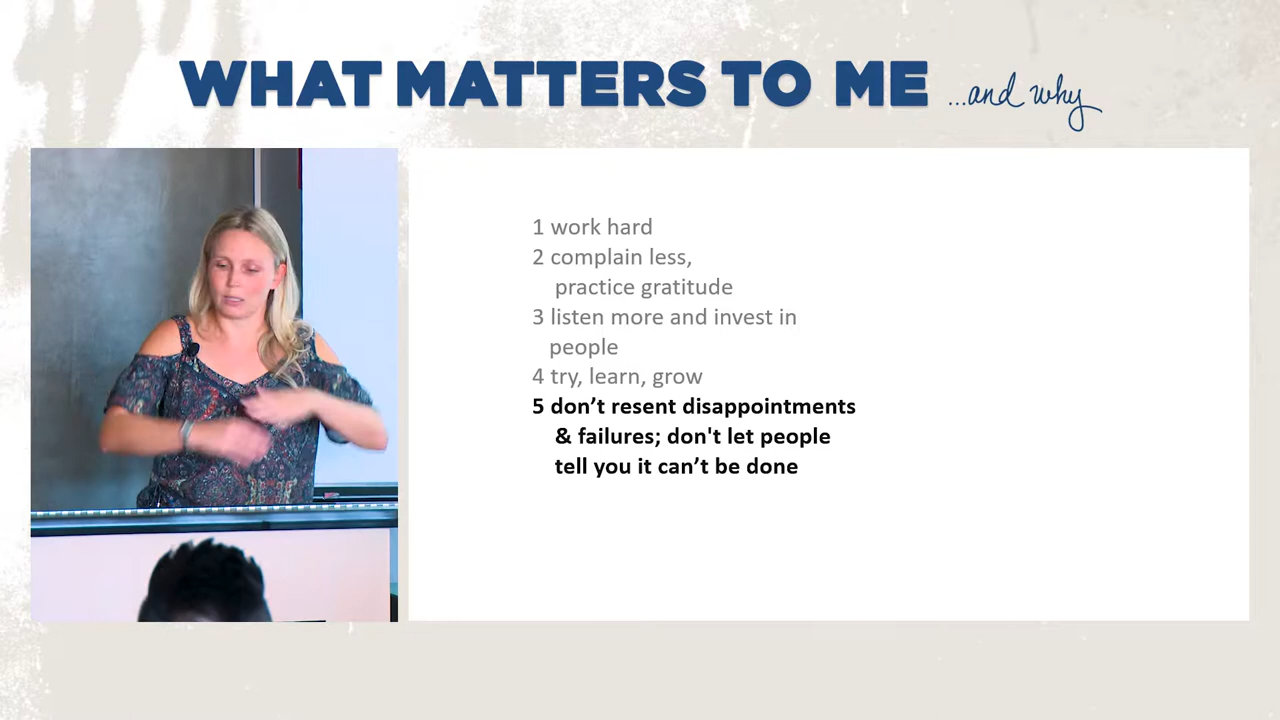 WHAT MATTERS TO ME ...and why
1 work hard
2 complain less,
practice gratitude
3 listen more and invest in
people
4 try, learn, grow
5 don’t resent disappointments
& failures; don't let people
tell you it can’t be done